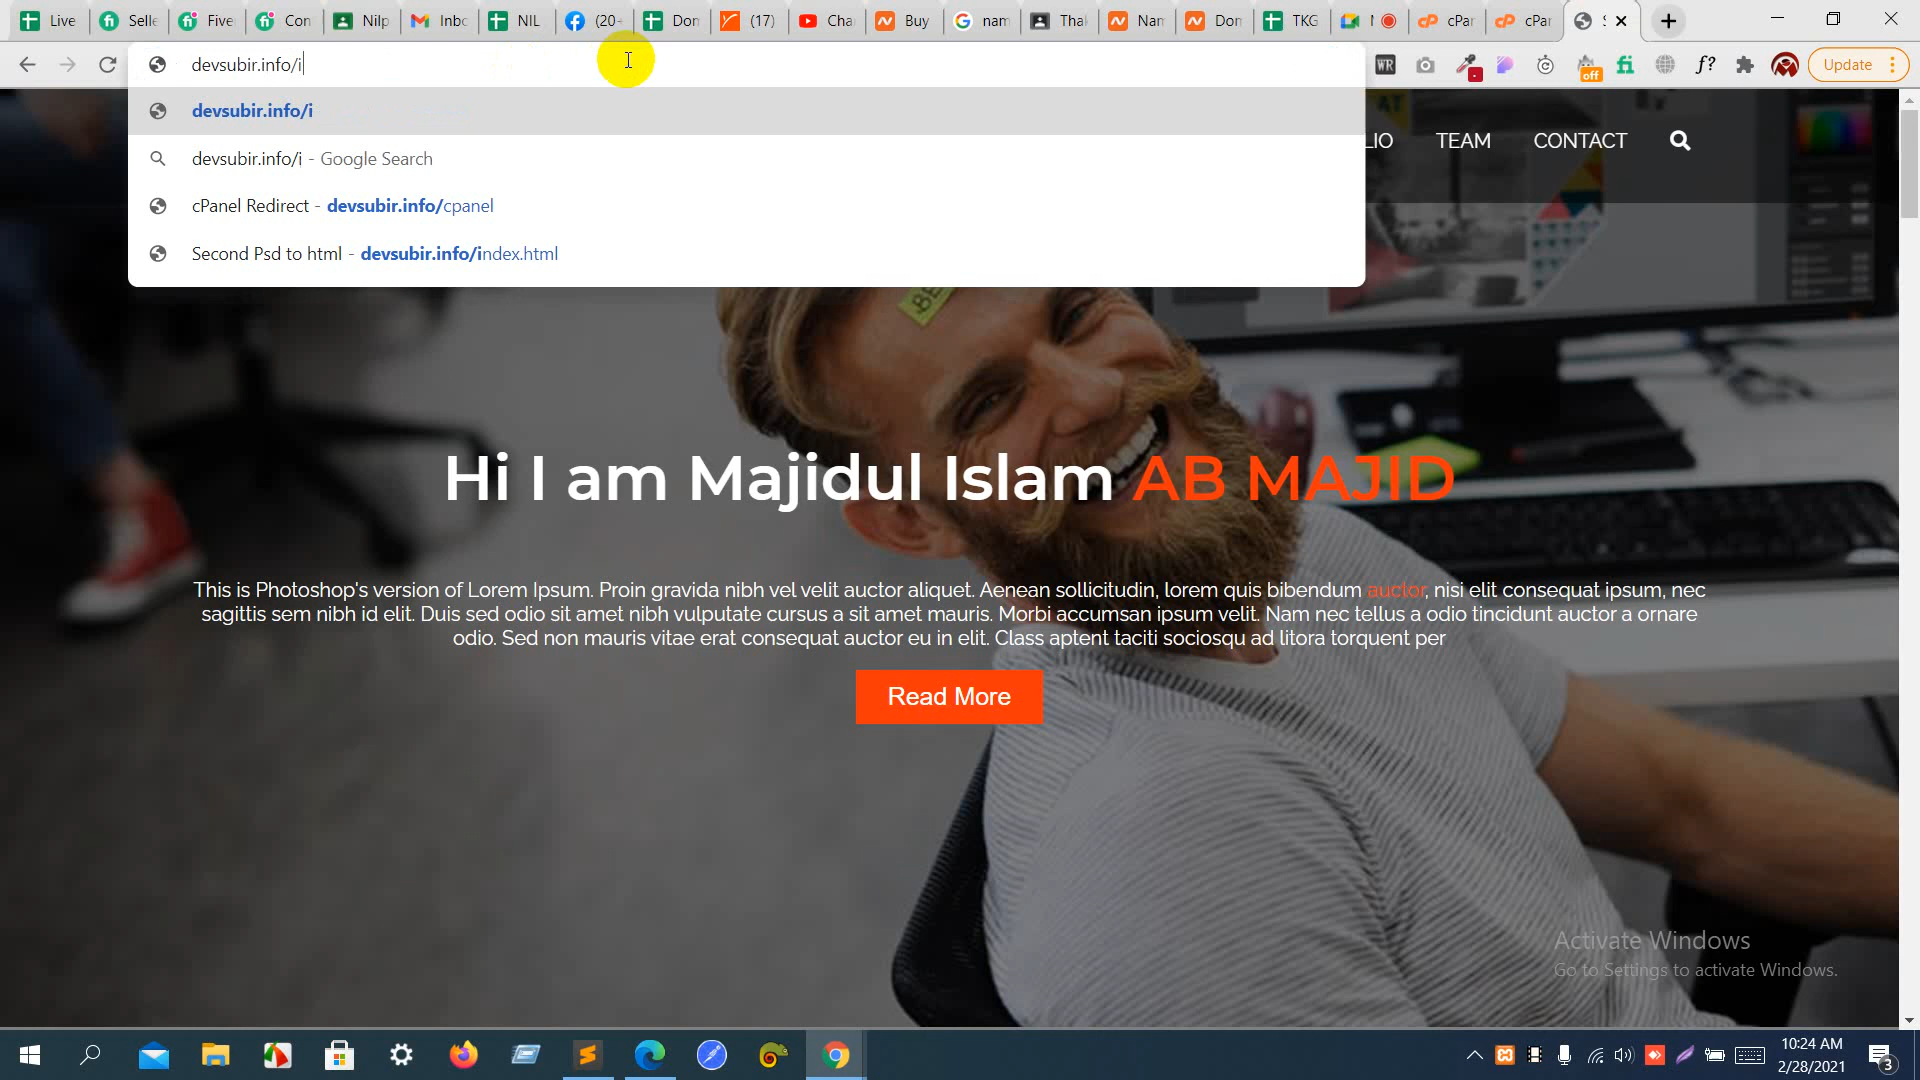 Live
Selle
Five
Con
Nilp
Inbo
NIL
(20+
Don
(17)
Cha
Buy
nam
Thak
Nam
Don
TKG
cPar
cPar
devsubir.info/i
WR
off
f?
Update
devsubir.info/i
devsubir.info/i - Google Search
cPanel Redirect - devsubir.info/cpanel
Second Psd to html - devsubir.info/index.html
LIO
TEAM
CONTACT
Hi I am Majidul Islam AB MAJID
This is Photoshop's version of Lorem Ipsum. Proin gravida nibh vel velit auctor aliquet. Aenean sollicitudin, lorem quis bibendum auctor, nisi elit consequat ipsum, nec
sagittis sem nibh id elit. Duis sed odio sit amet nibh vulputate cursus a sit amet mauris. Morbi accumsan ipsum velit. Nam nec tellus a odio tincidunt auctor a ornare
odio. Sed non mauris vitae erat consequat auctor eu in elit. Class aptent taciti sociosqu ad litora torquent per
Read More
Activate Windows
Go to Settings to activate Windows.
10:24 AM
2/28/2021
3